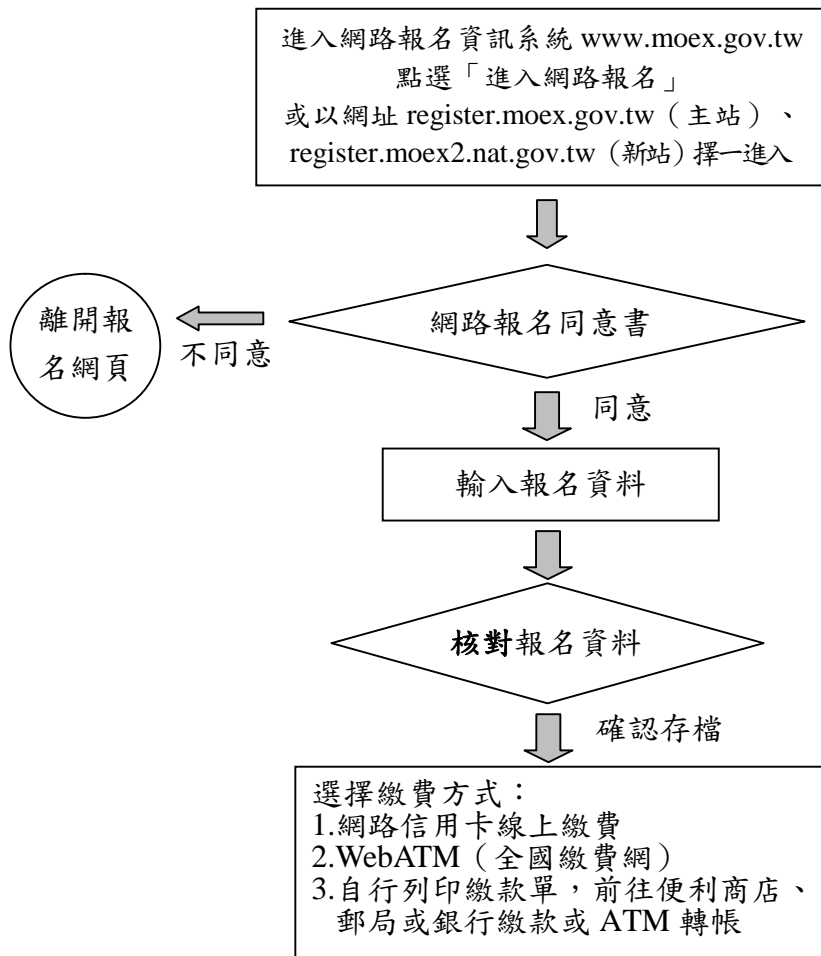 進入網路報名資訊系統 www.moex.gov.tw
點選「進入網路報名」
或以網址 register.moex.gov.tw（主站）、
register.moex2.nat.gov.tw（新站）擇一進入
網路報名同意書
離開報
名網頁
不同意
同意
輸入報名資料
核對報名資料
確認存檔
選擇繳費方式：
1.網路信用卡線上繳費
2.WebATM（全國繳費網）
3.自行列印繳款單，前往便利商店、
郵局或銀行繳款或 ATM 轉帳